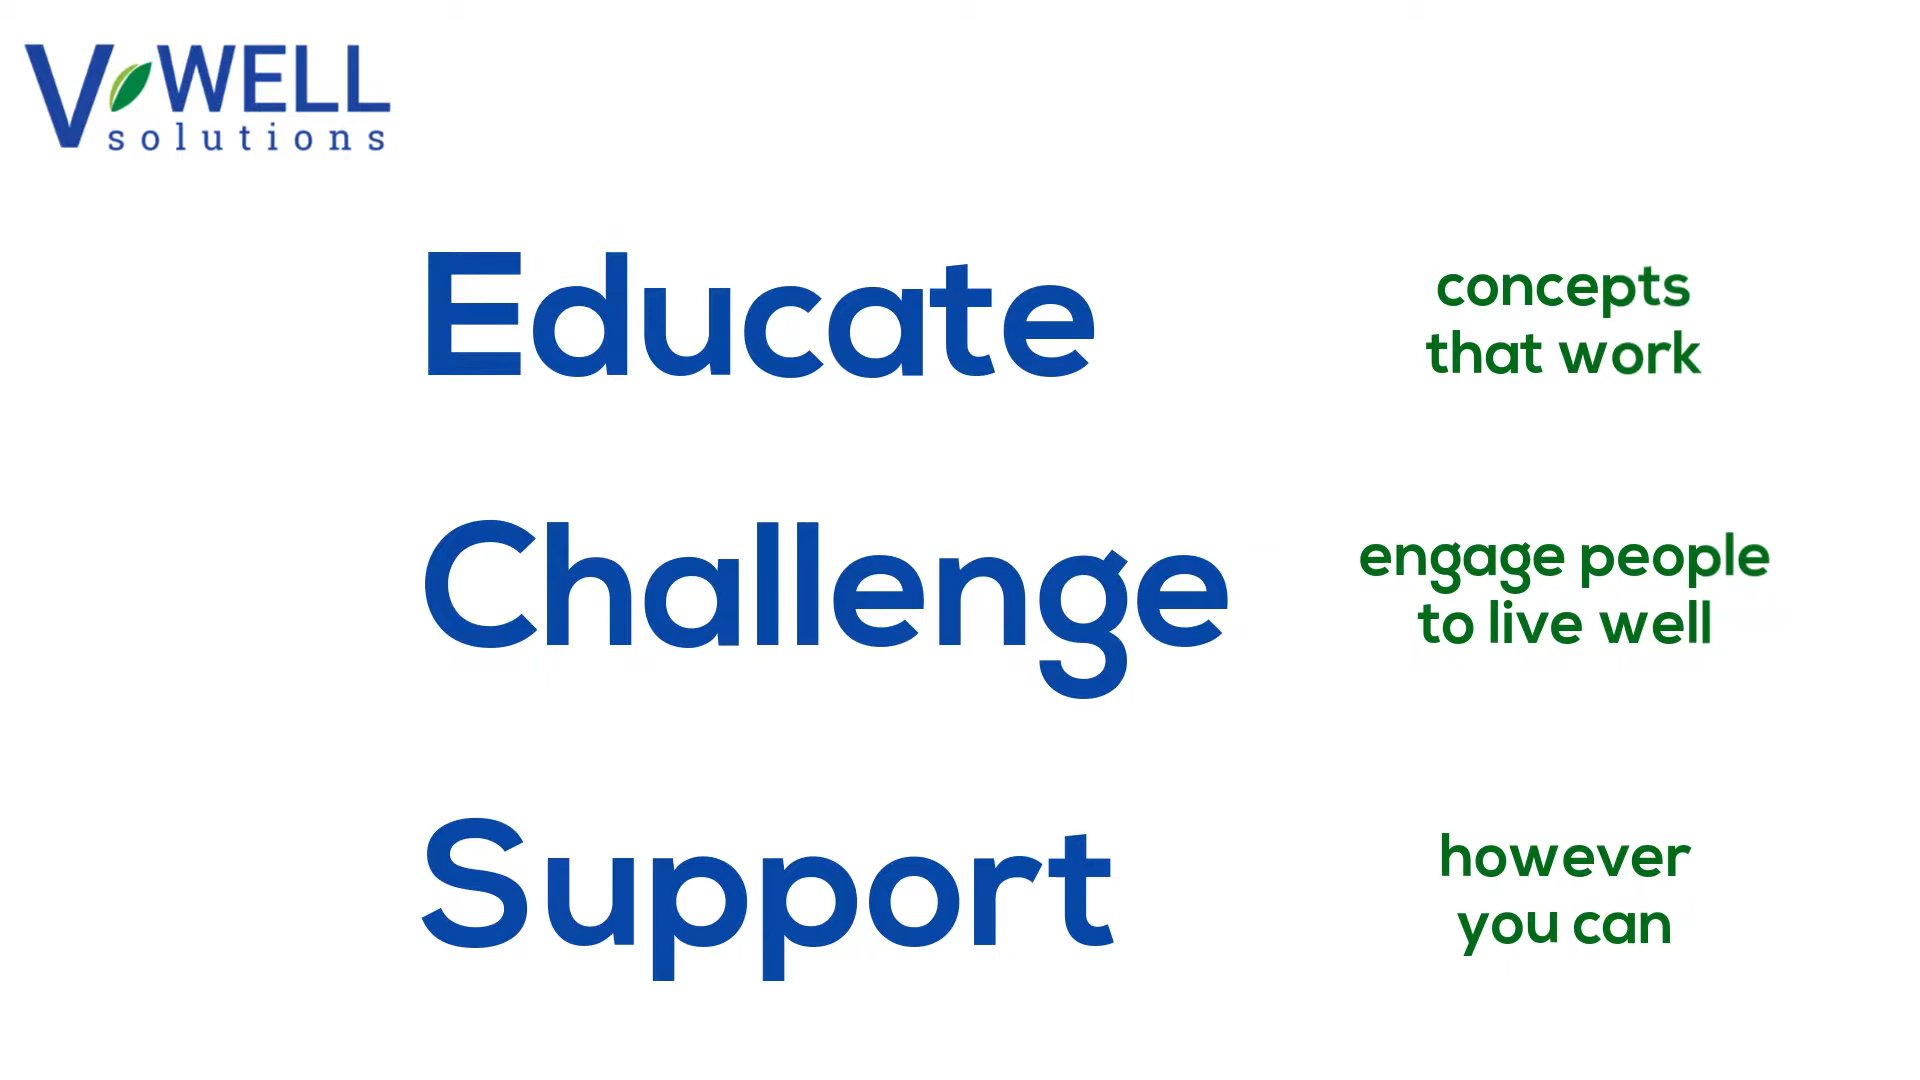 VWELL
solutions
Educate
concepts
that work
Challenge
engage people
to live well
Support
however
you can